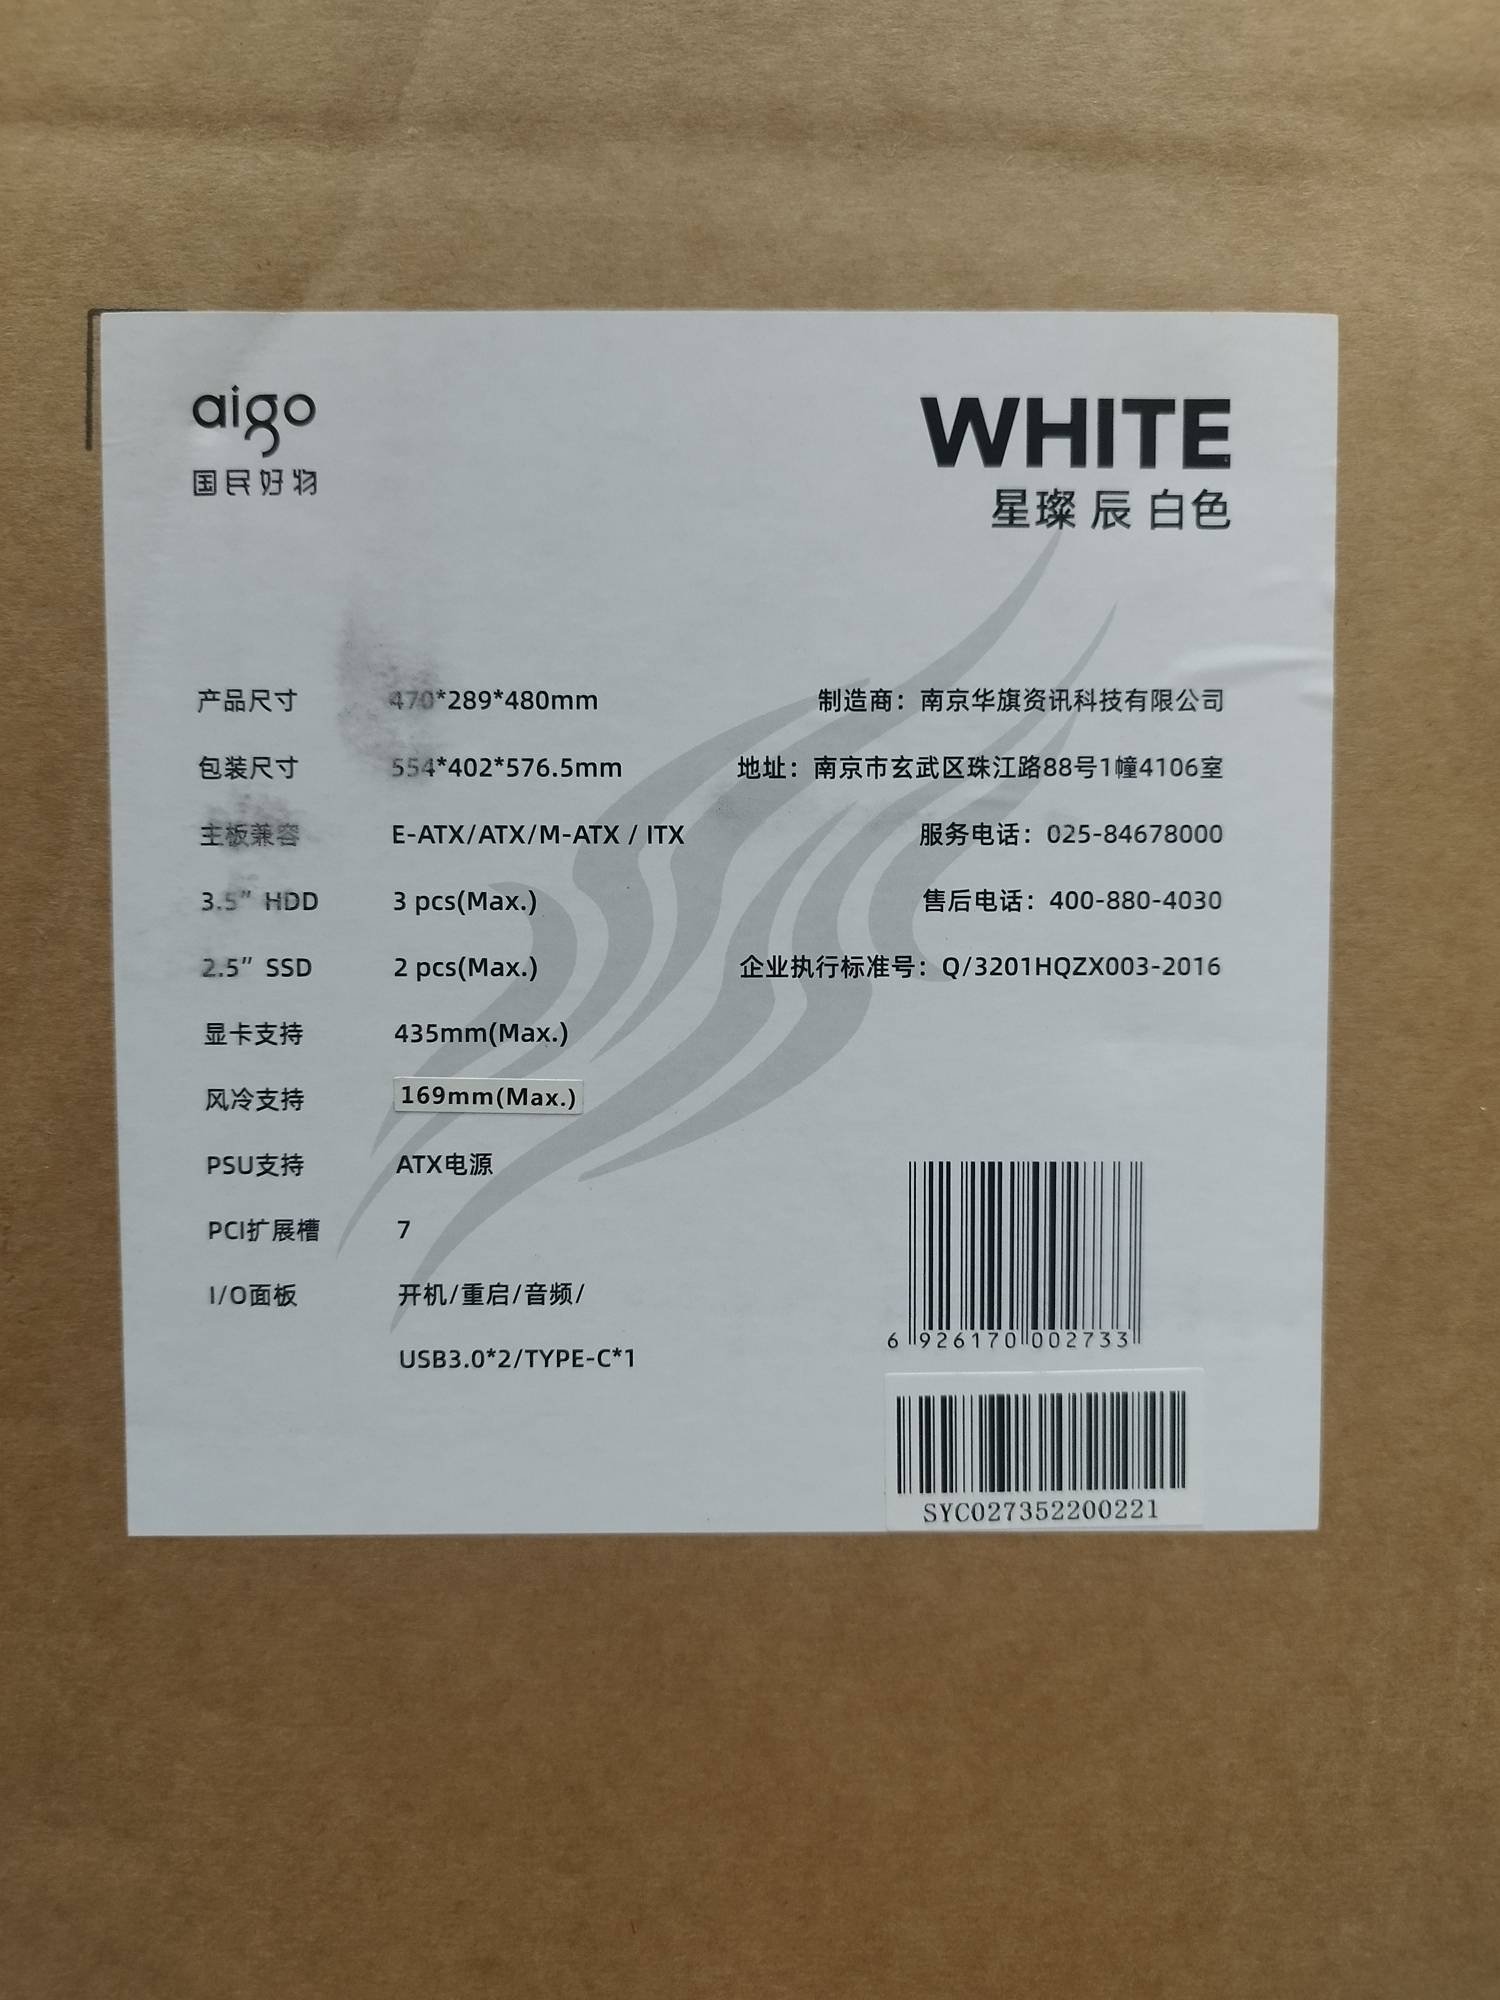 aigo
国民好物
WHITE
星璨 辰 白色
产品尺寸 470*289*480mm
包装尺寸 554*402*576.5mm
主板兼容 E-ATX/ATX/M-ATX / ITX
3.5” HDD 3 pcs(Max.)
2.5” SSD 2 pcs(Max.)
显卡支持 435mm(Max.)
风冷支持 169mm(Max.)
PSU支持 ATX电源
PCI扩展槽 7
I/O面板 开机/重启/音频/
USB3.0*2/TYPE-C*1
制造商：南京华旗资讯科技有限公司
地址：南京市玄武区珠江路88号1幢4106室
服务电话：025-84678000
售后电话：400-880-4030
企业执行标准号：Q/3201HQZX003-2016
6 926170 002733
SYC027352200221